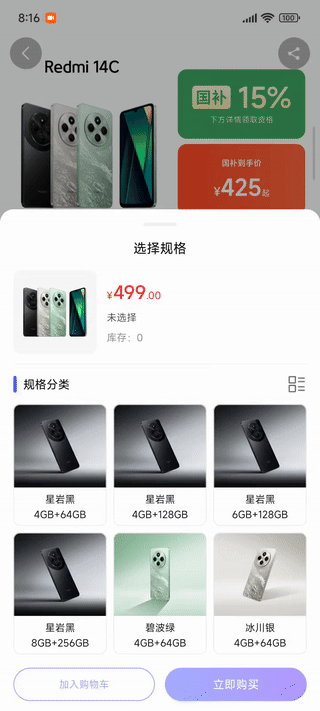 8:16
100
Redmi 14C
国补 15%
下方详情领取资格
国补到手价
¥425起
选择规格
¥499.00
未选择
库存：0
规格分类
星岩黑
4GB+64GB
星岩黑
4GB+128GB
星岩黑
6GB+128GB
星岩黑
8GB+256GB
碧波绿
4GB+64GB
冰川银
4GB+64GB
加入购物车
立即购买